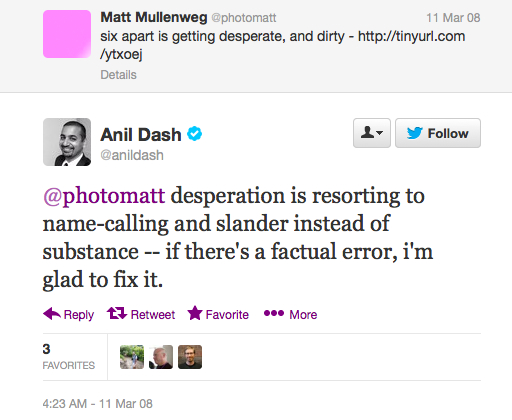 Matt Mullenweg @photomatt 11 Mar 08
six apart is getting desperate, and dirty - http://tinyurl.com
/ytxoej
Details
Anil Dash
@anildash
Follow
@photomatt desperation is resorting to
name-calling and slander instead of
substance -- if there's a factual error, i'm
glad to fix it.
Reply Retweet Favorite More
3
FAVORITES
4:23 AM - 11 Mar 08